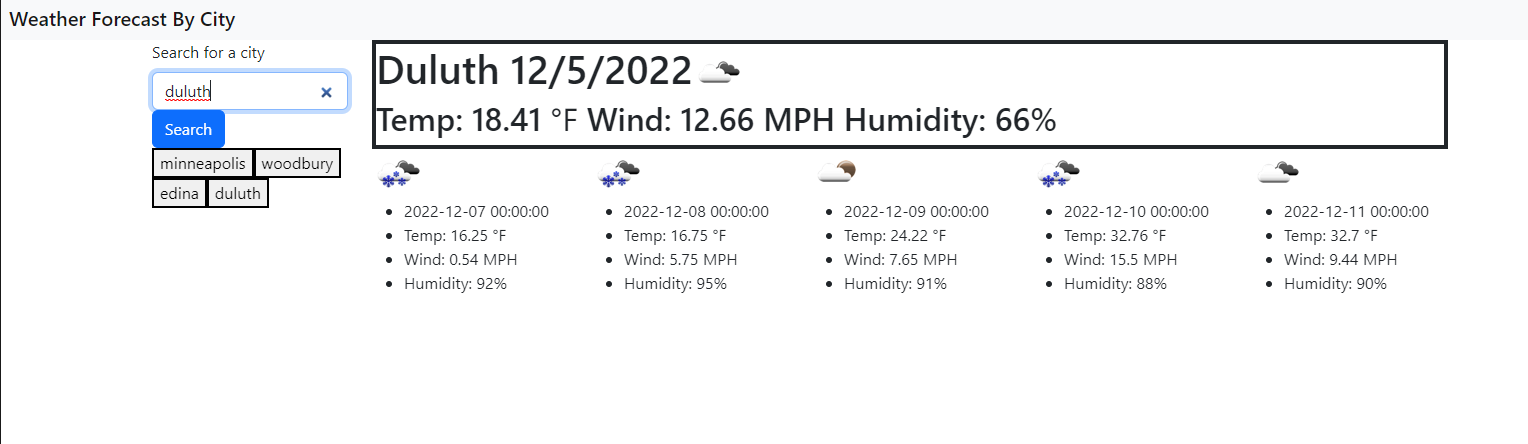 Weather Forecast By City
Search for a city
duluth
Search
minneapolis woodbury
edina duluth
Duluth 12/5/2022
Temp: 18.41 °F Wind: 12.66 MPH Humidity: 66%
2022-12-07 00:00:00
Temp: 16.25 °F
Wind: 0.54 MPH
Humidity: 92%
2022-12-08 00:00:00
Temp: 16.75 °F
Wind: 5.75 MPH
Humidity: 95%
2022-12-09 00:00:00
Temp: 24.22 °F
Wind: 7.65 MPH
Humidity: 91%
2022-12-10 00:00:00
Temp: 32.76 °F
Wind: 15.5 MPH
Humidity: 88%
2022-12-11 00:00:00
Temp: 32.7 °F
Wind: 9.44 MPH
Humidity: 90%